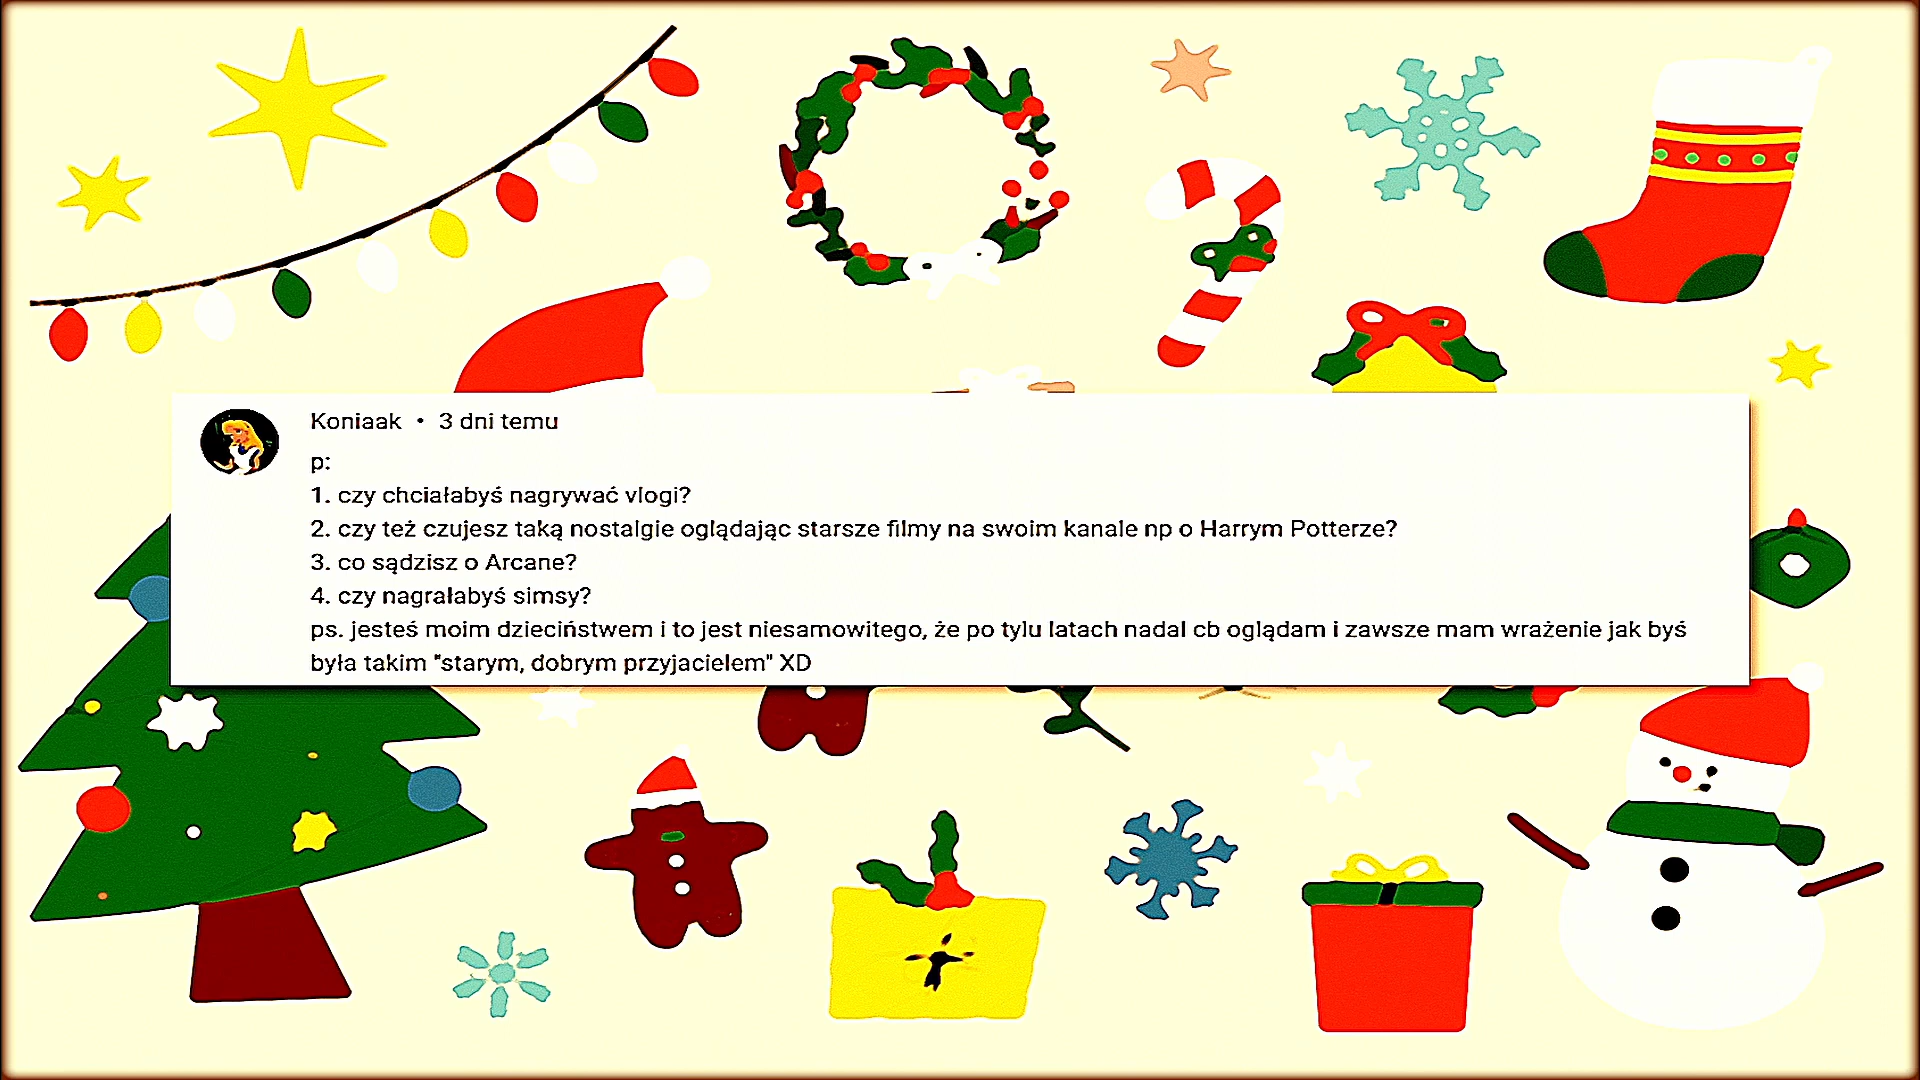 Koniaak • 3 dni temu
p:
1. czy chciałabyś nagrywać vlogi?
2. czy też czujesz taką nostalgie oglądając starsze filmy na swoim kanale np o Harrym Potterze?
3. co sądzisz o Arcane?
4. czy nagrałabyś simsy?
ps. jesteś moim dzieciństwem i to jest niesamowitego, że po tylu latach nadal cb oglądam i zawsze mam wrażenie jak byś
była takim "starym, dobrym przyjacielem" XD